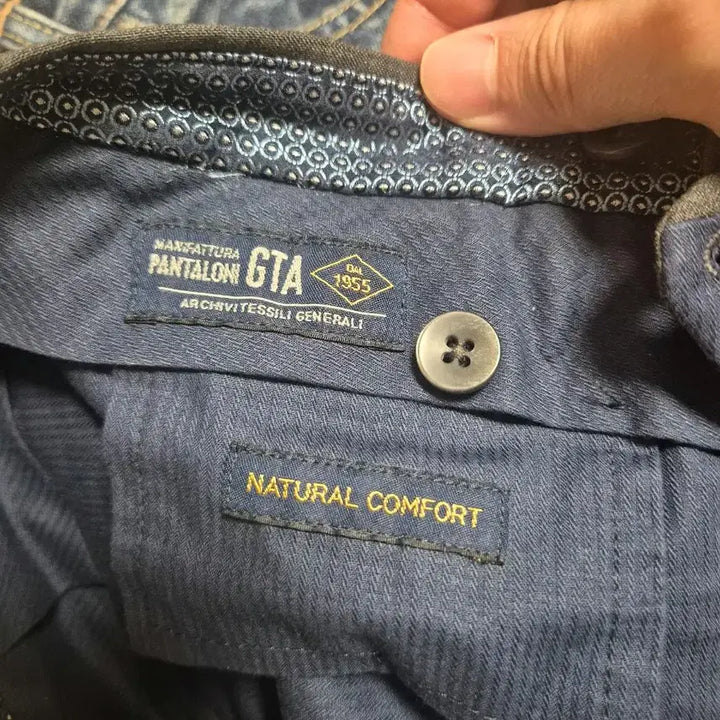 MANIFATTURA
PANTALONI GTA
DAL
1955
ARCHIVI TESSILI GENERALI
NATURAL COMFORT